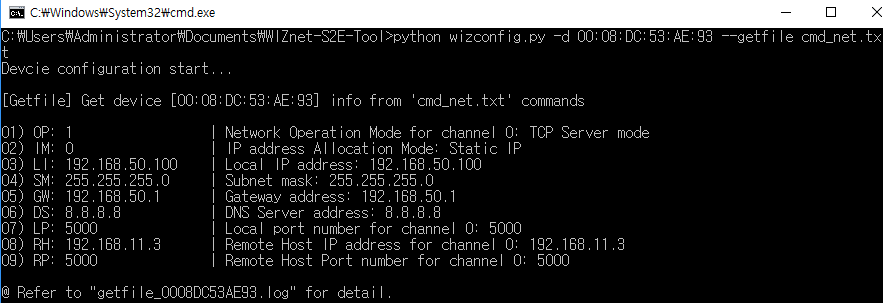 C:₩Windows₩System32₩cmd.exe
C:₩Users₩Administrator₩Documents₩WIZnet-S2E-Tool>python wizconfig.py -d 00:08:DC:53:AE:93 --getfile cmd_net.tx
t
Devcie configuration start...
[Getfile] Get device [00:08:DC:53:AE:93] info from 'cmd_net.txt' commands
01) OP: 1 | Network Operation Mode for channel 0: TCP Server mode
02) IM: 0 | IP address Allocation Mode: Static IP
03) LI: 192.168.50.100 | Local IP address: 192.168.50.100
04) SM: 255.255.255.0 | Subnet mask: 255.255.255.0
05) GW: 192.168.50.1 | Gateway address: 192.168.50.1
06) DS: 8.8.8.8 | DNS Server address: 8.8.8.8
07) LP: 5000 | Local port number for channel 0: 5000
08) RH: 192.168.11.3 | Remote Host IP address for channel 0: 192.168.11.3
09) RP: 5000 | Remote Host Port number for channel 0: 5000
@ Refer to "getfile_0008DC53AE93.log" for detail.